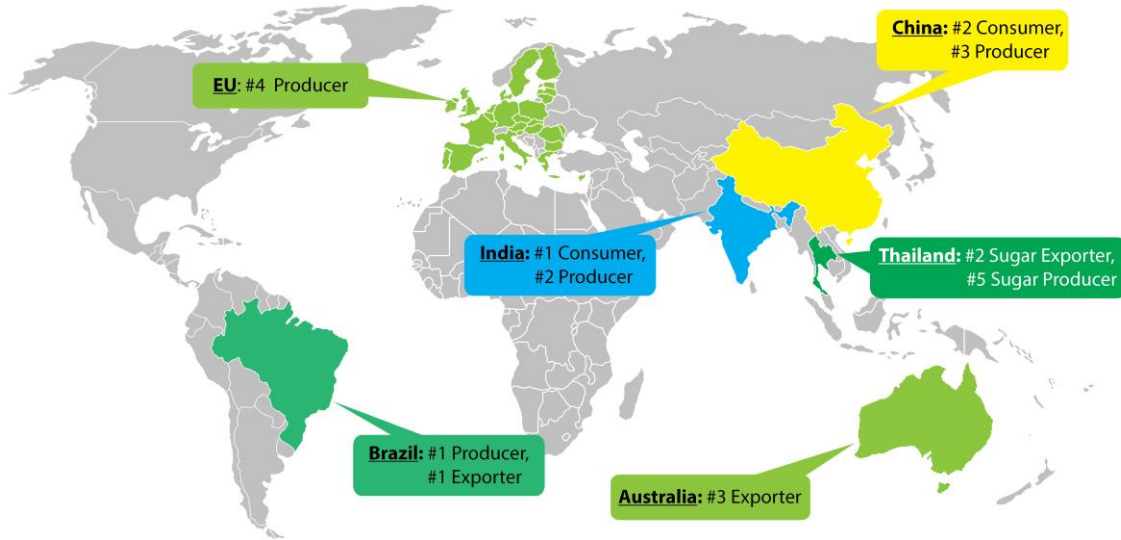 China: #2 Consumer,
#3 Producer
EU: #4 Producer
India: #1 Consumer,
#2 Producer
Thailand: #2 Sugar Exporter,
#5 Sugar Producer
Brazil: #1 Producer,
#1 Exporter
Australia: #3 Exporter